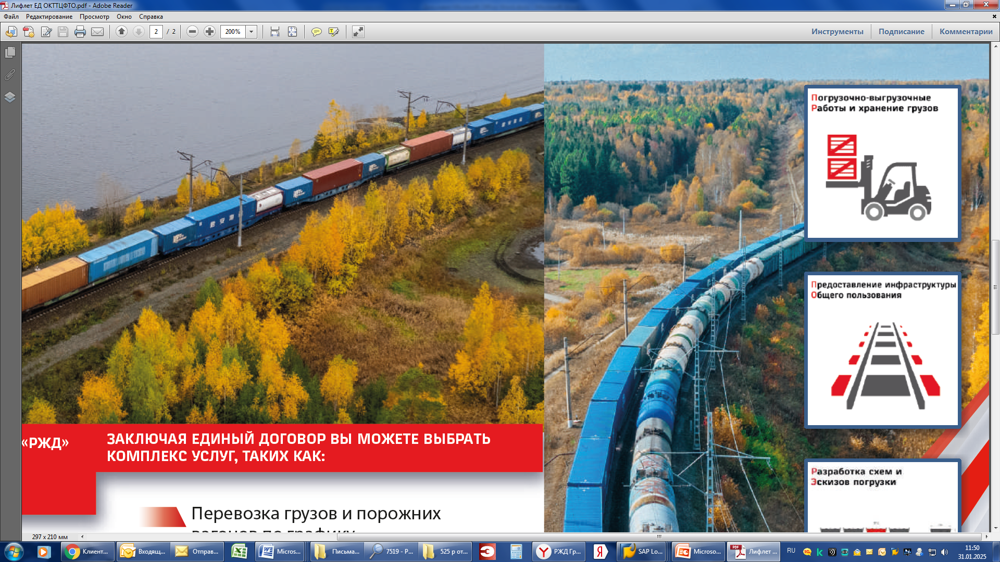 Лифлет ЕД ОКТТЦФТО.pdf - Adobe Reader
Файл Редактирование Просмотр Окно Справка
2 / 2 200% Инструменты Подписание Комментарии
Погрузочно-выгрузочные
Работы и хранение грузов
Предоставление инфраструктуры
Общего пользования
«РЖД»
ЗАКЛЮЧАЯ ЕДИНЫЙ ДОГОВОР ВЫ МОЖЕТЕ ВЫБРАТЬ
КОМПЛЕКС УСЛУГ, ТАКИХ КАК:
Разработка схем и
Эскизов погрузки
Перевозка грузов и порожних
вагонов по графику
297 x 210 мм
Клиент... Входящ... Отправ... Micros... Письма... 7519 - Р... 525 р от... РЖД Гр... SAP Lo... Microso... Лифлет ... RU
11:50
31.01.2025